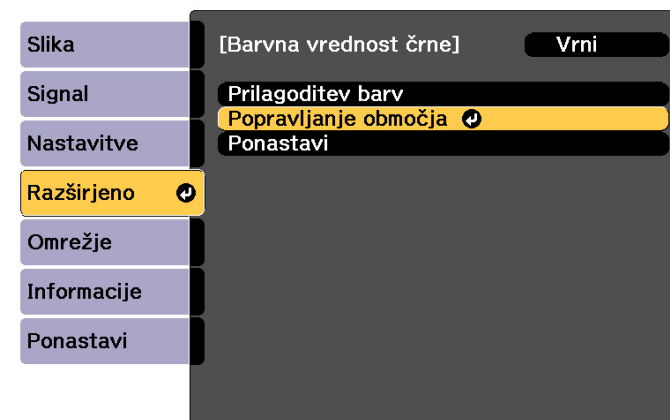 Slika
Signal
Nastavitve
Razširjeno
Omrežje
Informacije
Ponastavi
[Barvna vrednost črne] Vrni
Prilagoditev barv
Popravljanje območja
Ponastavi